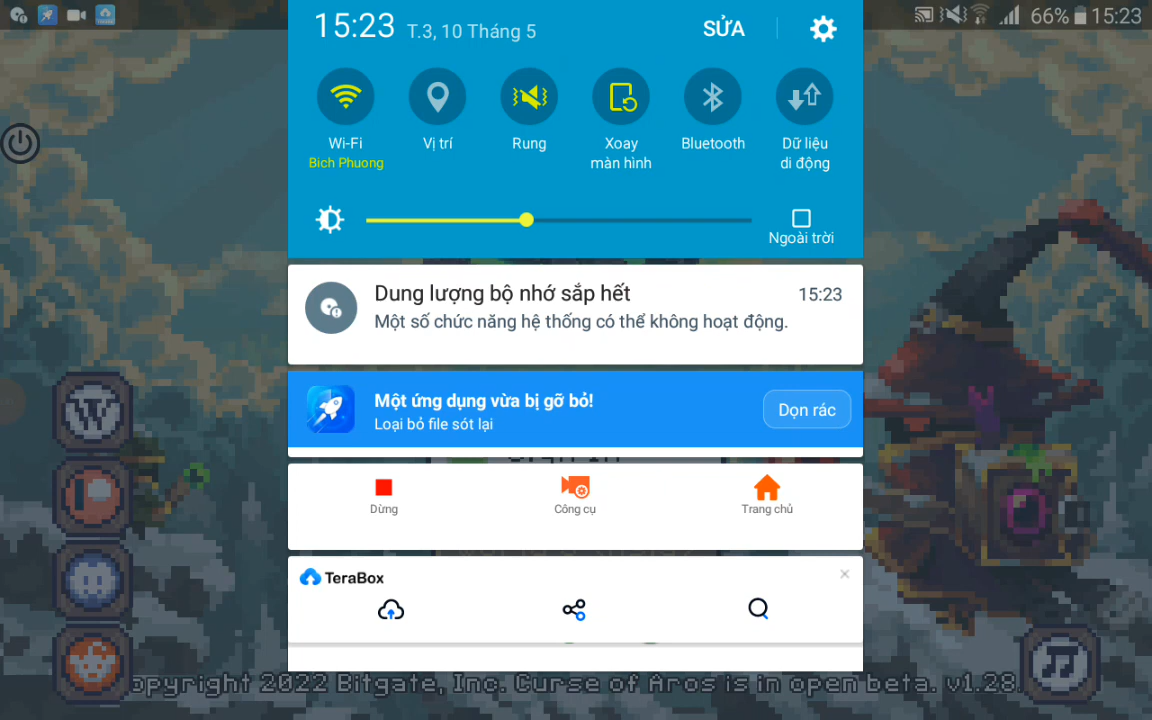 66% 15:23
15:23 T.3, 10 Tháng 5 SỬA
Wi-Fi
Bich Phuong
Vị trí
Rung
Xoay
màn hình
Bluetooth
Dữ liệu
di động
Ngoài trời
Dung lượng bộ nhớ sắp hết 15:23
Một số chức năng hệ thống có thể không hoạt động.
Một ứng dụng vừa bị gỡ bỏ!
Loại bỏ file sót lại
Dọn rác
Dừng
Công cụ
Trang chủ
TeraBox
opyright 2022 Bitgate, Inc. Curse of Aros is in open beta. v1.28.